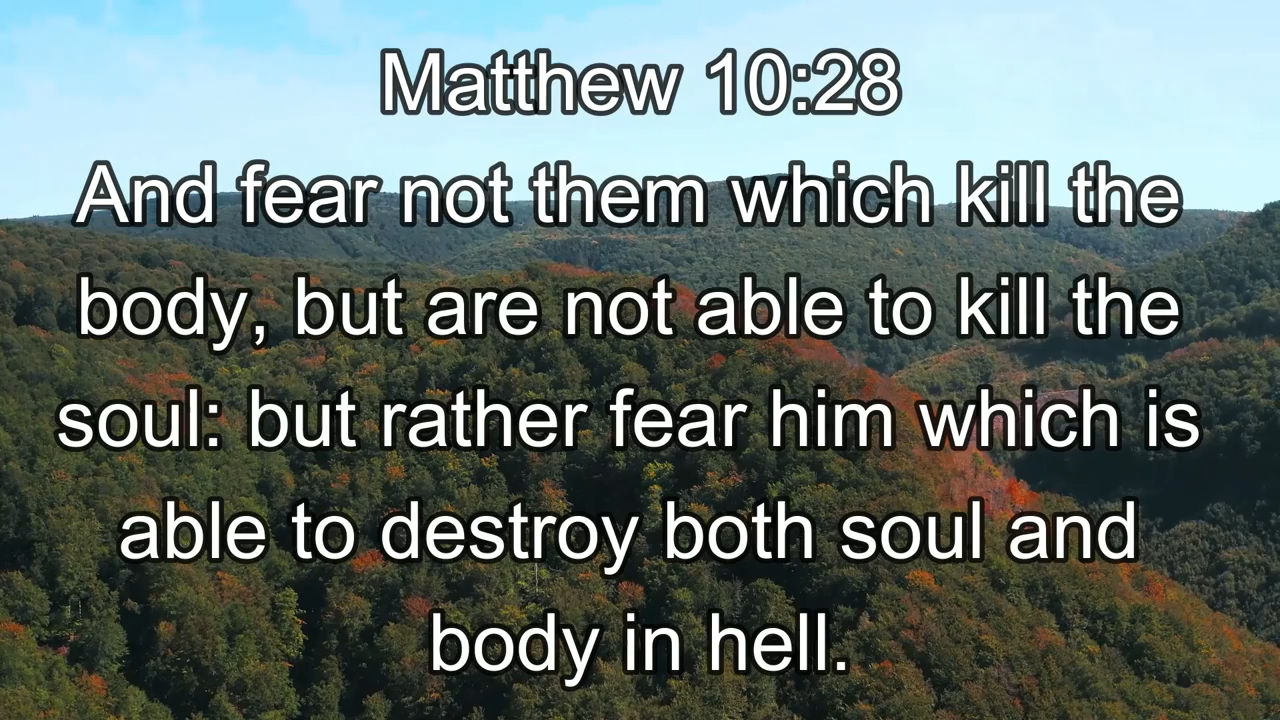 Matthew 10:28
And fear not them which kill the
body, but are not able to kill the
soul: but rather fear him which is
able to destroy both soul and
body in hell.